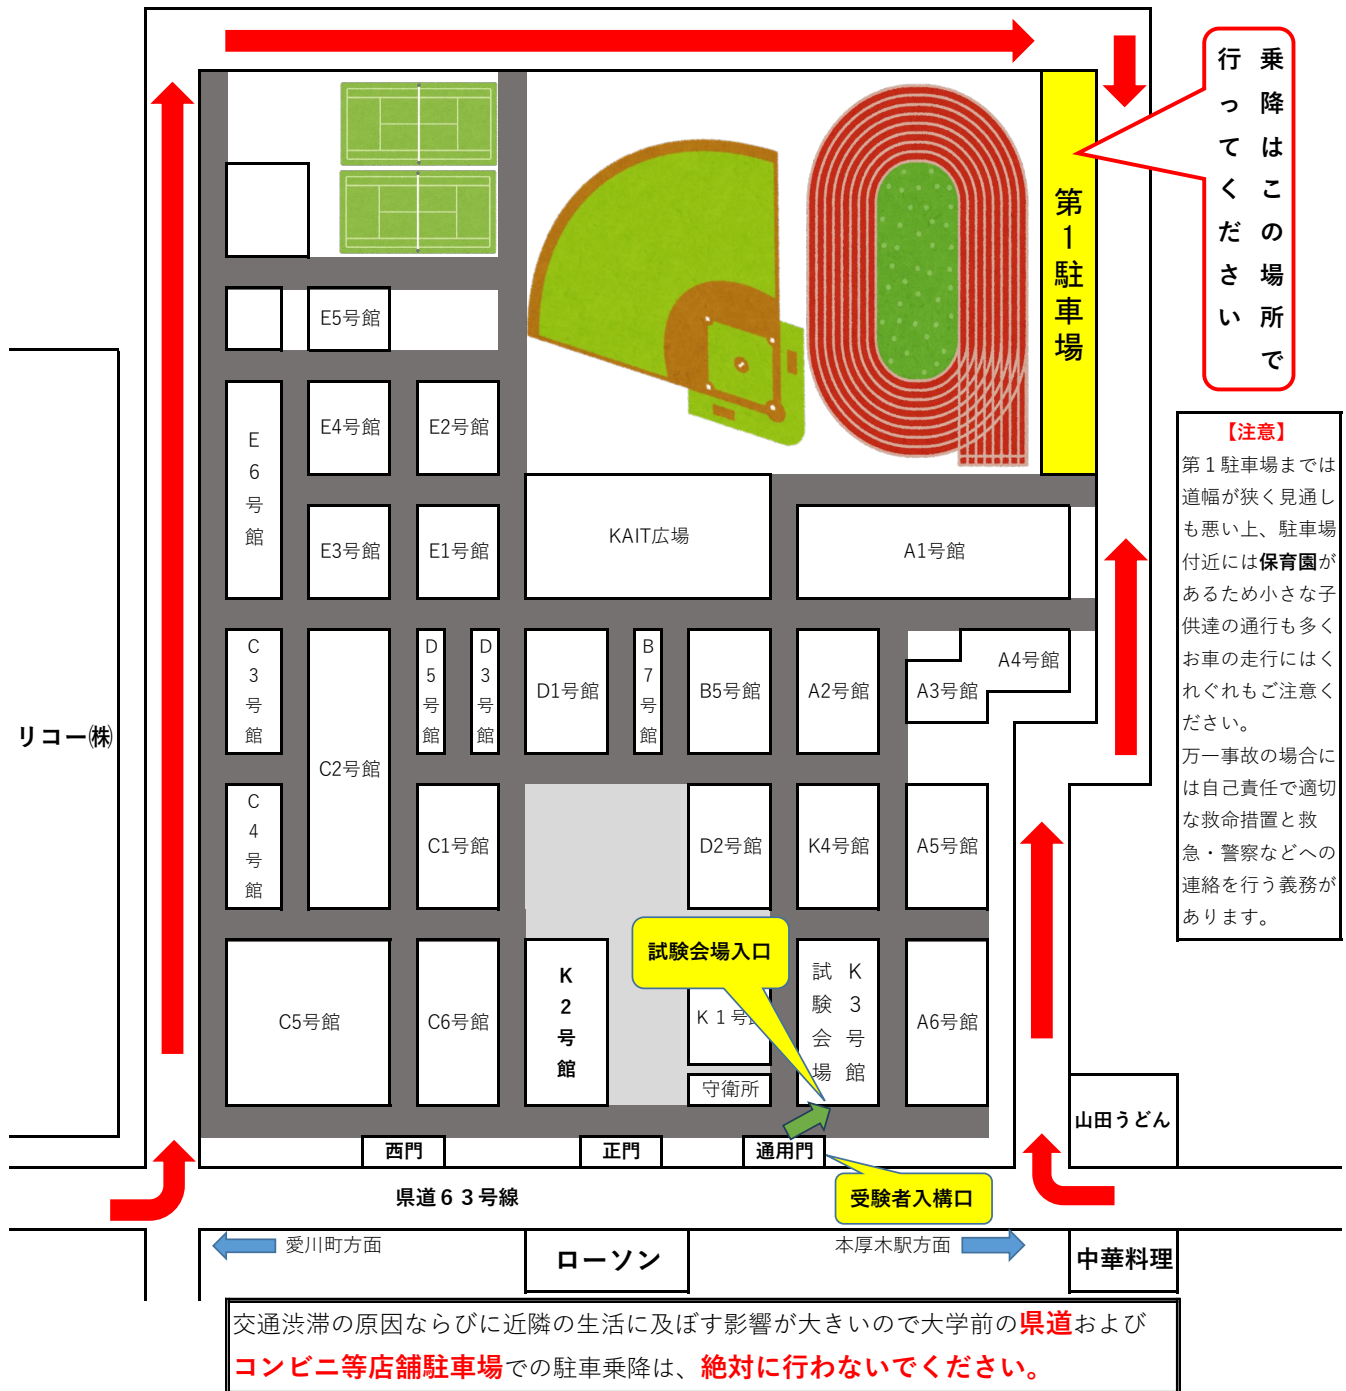 乗降はこの場所で
行ってください
第1駐車場
【注意】
第１駐車場までは
道幅が狭く見通し
も悪い上、駐車場
付近には保育園が
あるため小さな子
供達の通行も多く
お車の走行にはく
れぐれもご注意く
ださい。
万一事故の場合に
は自己責任で適切
な救命措置と救
急・警察などへの
連絡を行う義務が
あります。
E5号館
E6号館
E4号館
E2号館
E3号館
E1号館
KAIT広場
A1号館
C3号館
C2号館
D5号館
D3号館
D1号館
B7号館
B5号館
A2号館
A3号館
A4号館
リコー㈱
C4号館
C1号館
D2号館
K4号館
A5号館
試験会場入口
C5号館
C6号館
K2号館
K１号
K3号館
試験会場
A6号館
守衛所
山田うどん
西門
正門
通用門
県道６３号線
受験者入構口
愛川町方面
ローソン
本厚木駅方面
中華料理
交通渋滞の原因ならびに近隣の生活に及ぼす影響が大きいので大学前の県道および
コンビニ等店舗駐車場での駐車乗降は、絶対に行わないでください。